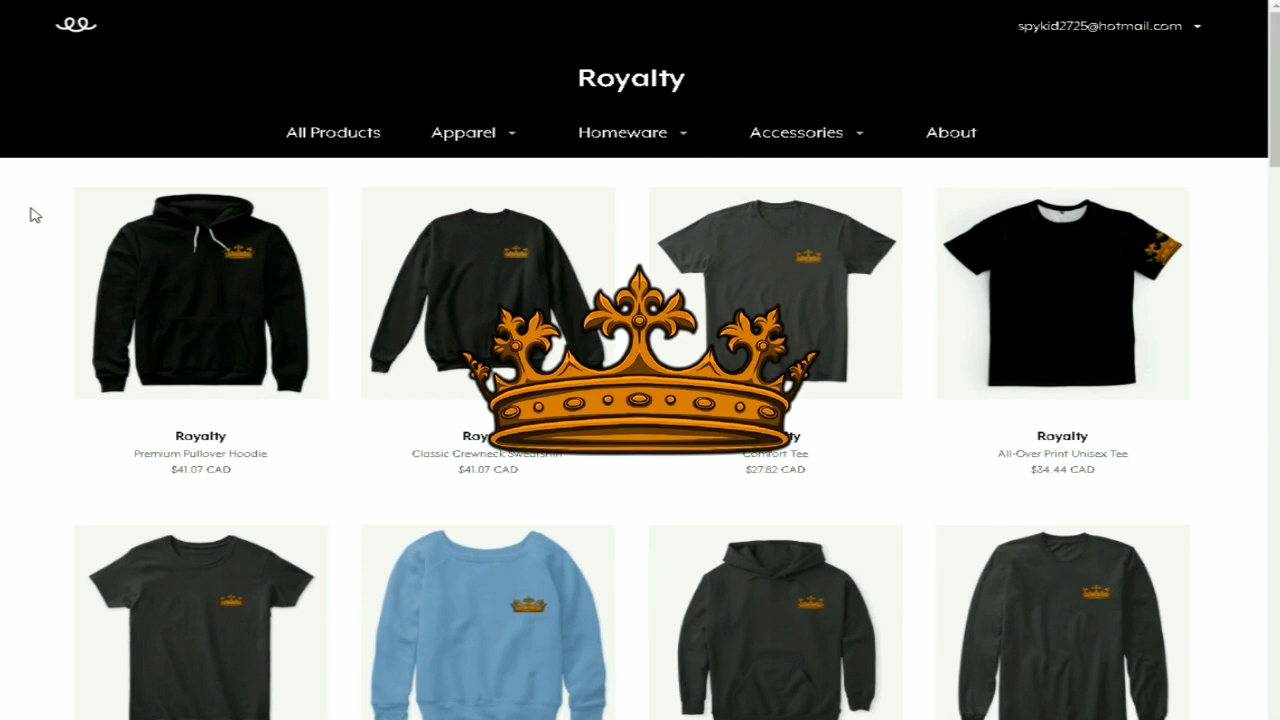 spykid2725@hotmail.com
Royalty
All Products Apparel Homeware Accessories About
Royalty
Premium Pullover Hoodie
$41.07 CAD
Classic Crewneck Sweatshirt
$41.07 CAD
Comfort Tee
$27.82 CAD
Royalty
All-Over Print Unisex Tee
$34.44 CAD